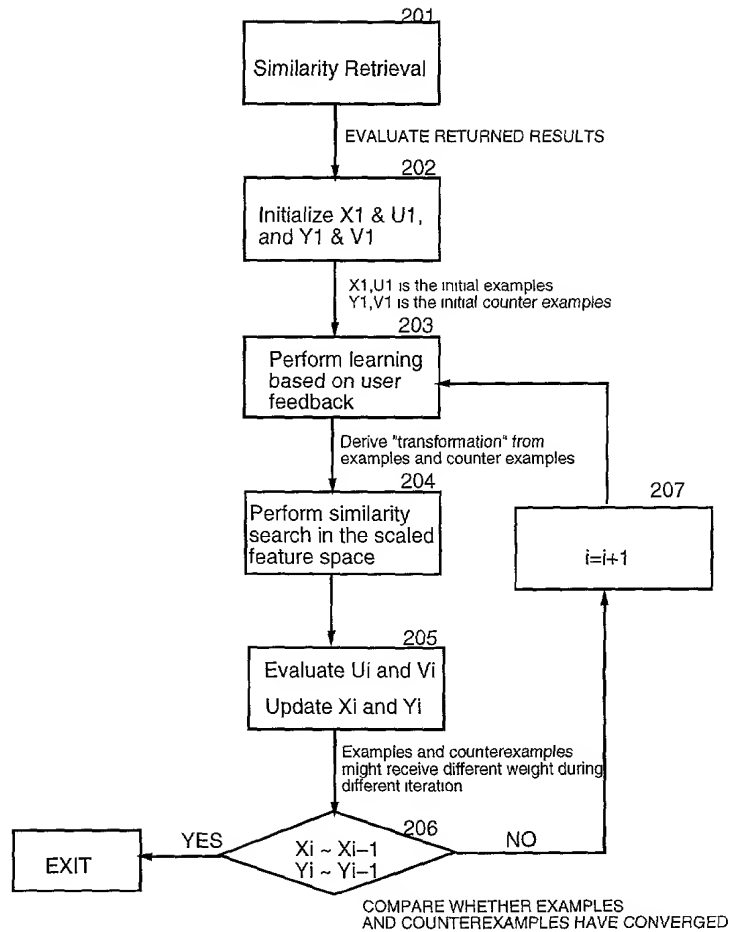 201
Similarity Retrieval
EVALUATE RETURNED RESULTS
202
Initialize X1 & U1,
and Y1 & V1
X1,U1 is the initial examples
Y1,V1 is the initial counter examples
203
Perform learning
based on user
feedback
Derive "transformation" from
examples and counter examples
204
Perform similarity
search in the scaled
feature space
207
i=i+1
205
Evaluate Ui and Vi
Update Xi and Yi
Examples and counterexamples
might receive different weight during
different iteration
206
YES
Xi ~ Xi–1
Yi ~ Yi–1
NO
EXIT
COMPARE WHETHER EXAMPLES
AND COUNTEREXAMPLES HAVE CONVERGED